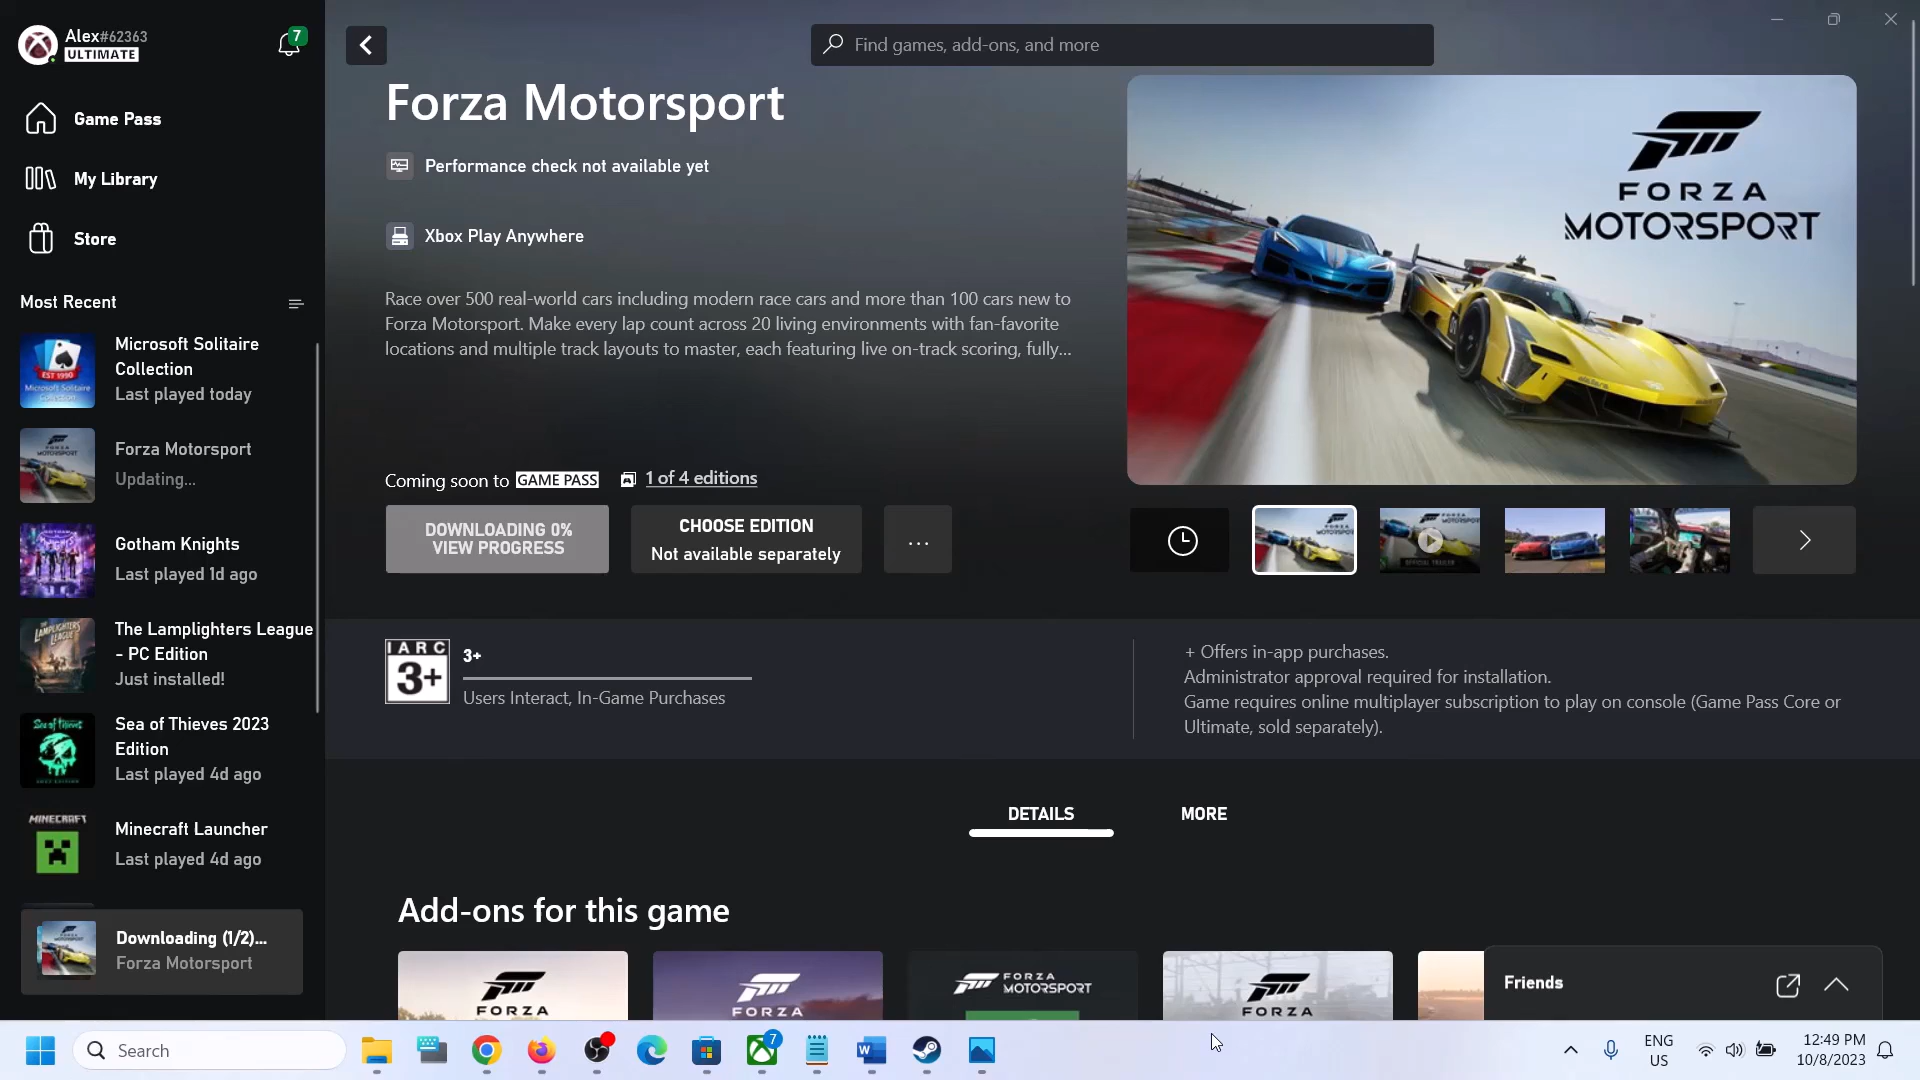 Alex#62363
ULTIMATE
7
Find games, add-ons, and more
Game Pass
My Library
Store
Most Recent
Microsoft Solitaire
Collection
Last played today
Forza Motorsport
Updating...
Gotham Knights
Last played 1d ago
The Lamplighters League
- PC Edition
Just installed!
Sea of Thieves 2023
Edition
Last played 4d ago
Minecraft Launcher
Last played 4d ago
Downloading (1/2)...
Forza Motorsport
Forza Motorsport
Performance check not available yet
Xbox Play Anywhere
Race over 500 real-world cars including modern race cars and more than 100 cars new to
Forza Motorsport. Make every lap count across 20 living environments with fan-favorite
locations and multiple track layouts to master, each featuring live on-track scoring, fully...
Coming soon to GAME PASS
1 of 4 editions
DOWNLOADING 0%
VIEW PROGRESS
CHOOSE EDITION
Not available separately
...
FORZA
MOTORSPORT
IARC
3+
3+
Users Interact, In-Game Purchases
+ Offers in-app purchases.
Administrator approval required for installation.
Game requires online multiplayer subscription to play on console (Game Pass Core or
Ultimate, sold separately).
DETAILS
MORE
Add-ons for this game
FORZA
FORZA
FORZA
MOTORSPORT
FORZA
Friends
Search
7
ENG
US
12:49 PM
10/8/2023